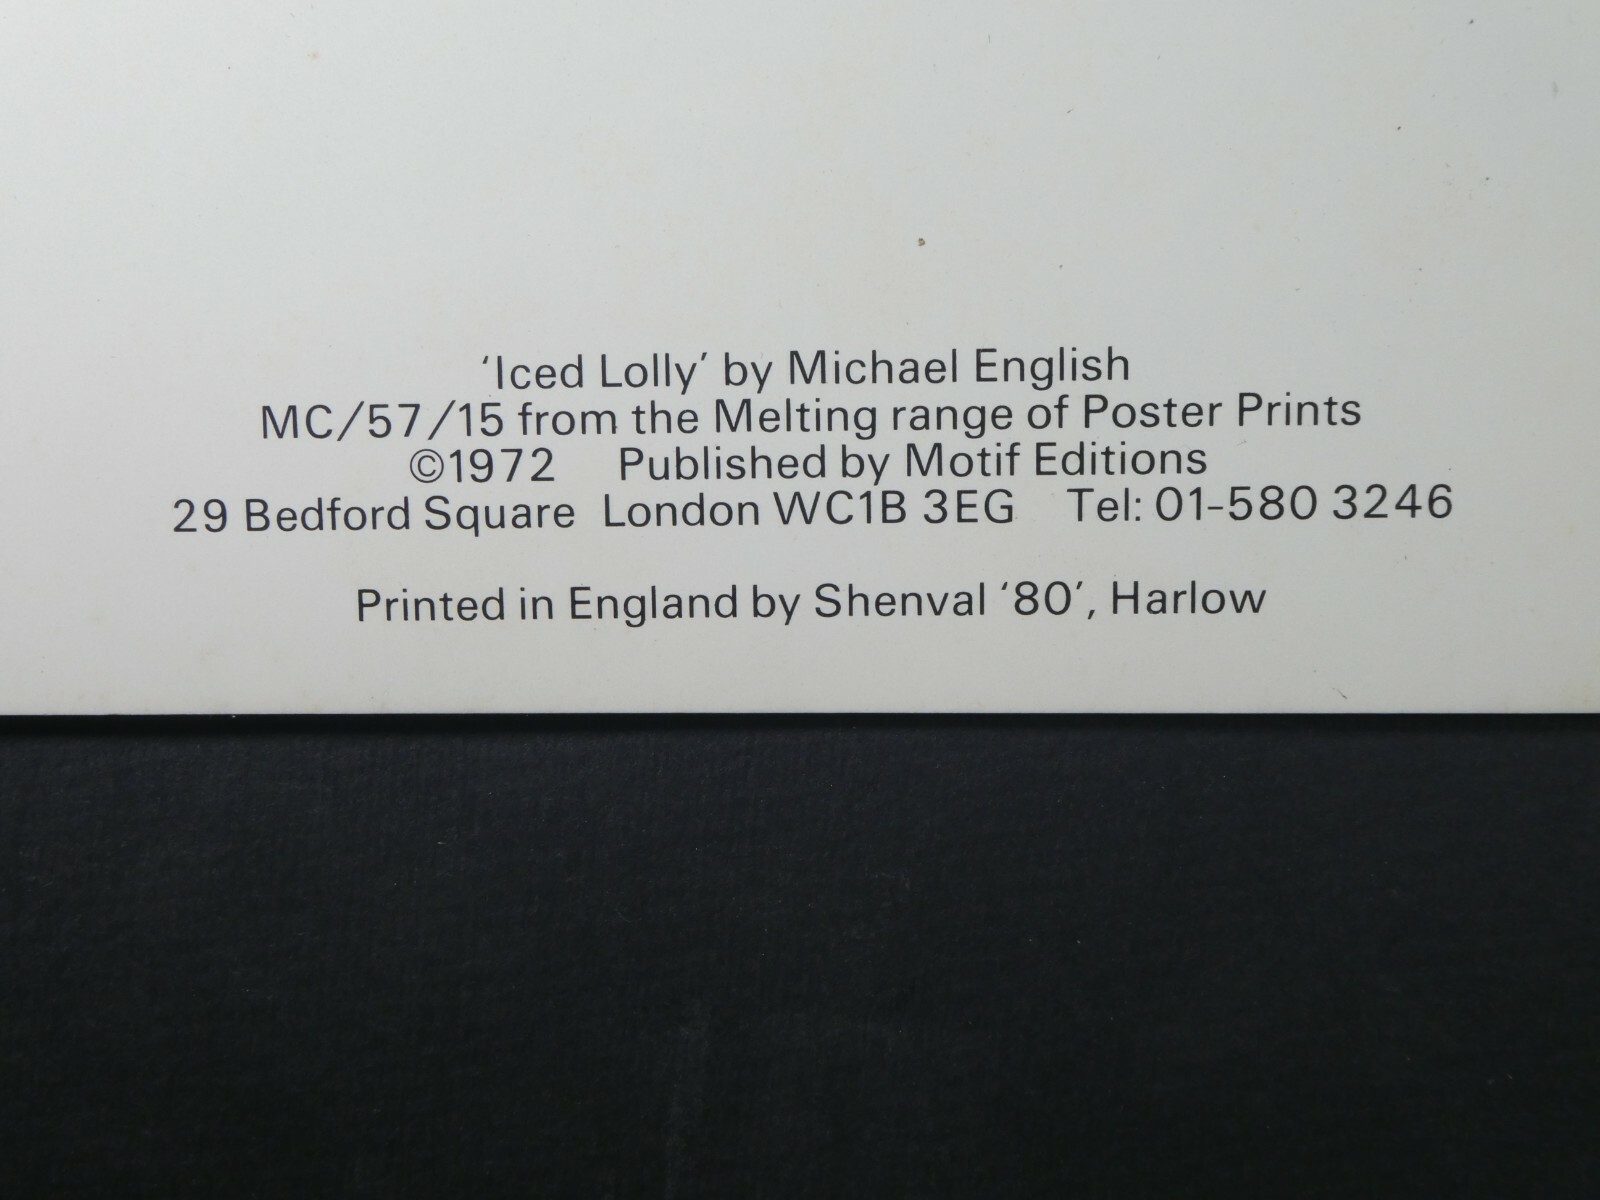 ‘Iced Lolly’ by Michael English
MC/57/15 from the Melting range of Poster Prints
©1972 Published by Motif Editions
29 Bedford Square London WC1B 3EG Tel: 01-580 3246
Printed in England by Shenval ‘80’, Harlow